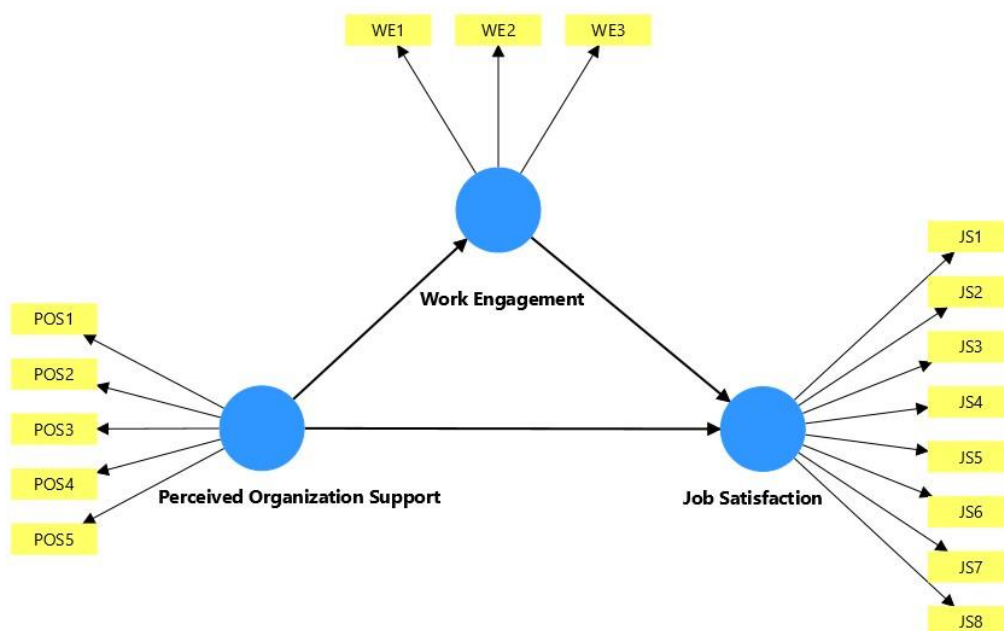 WE1 WE2 WE3
Work Engagement
POS1
POS2
POS3
POS4
POS5
Perceived Organization Support
JS1
JS2
JS3
JS4
JS5
JS6
JS7
JS8
Job Satisfaction